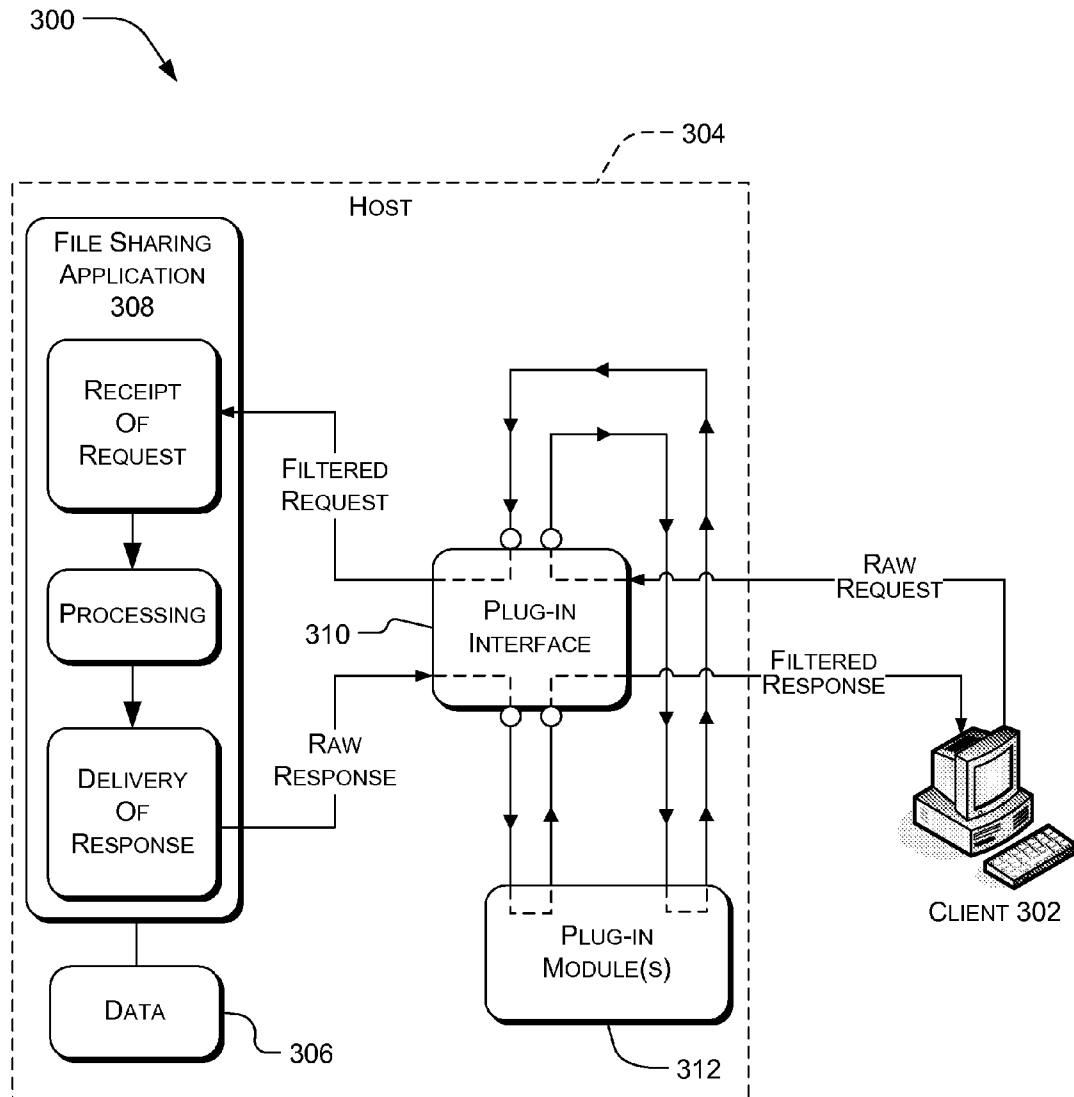 300
304
HOST
FILE SHARING
APPLICATION
308
RECEIPT
OF
REQUEST
FILTERED
REQUEST
PROCESSING
RAW
REQUEST
310
PLUG-IN
INTERFACE
FILTERED
RESPONSE
RAW
RESPONSE
DELIVERY
OF
RESPONSE
CLIENT 302
PLUG-IN
MODULE(S)
DATA
306
312